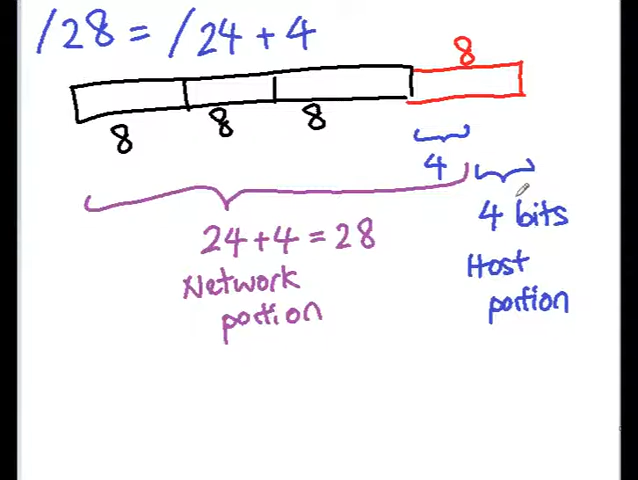 /28 = /24 + 4
8
8 8 8
4
4 bits
24 + 4 = 28
Host
portion
Network
portion